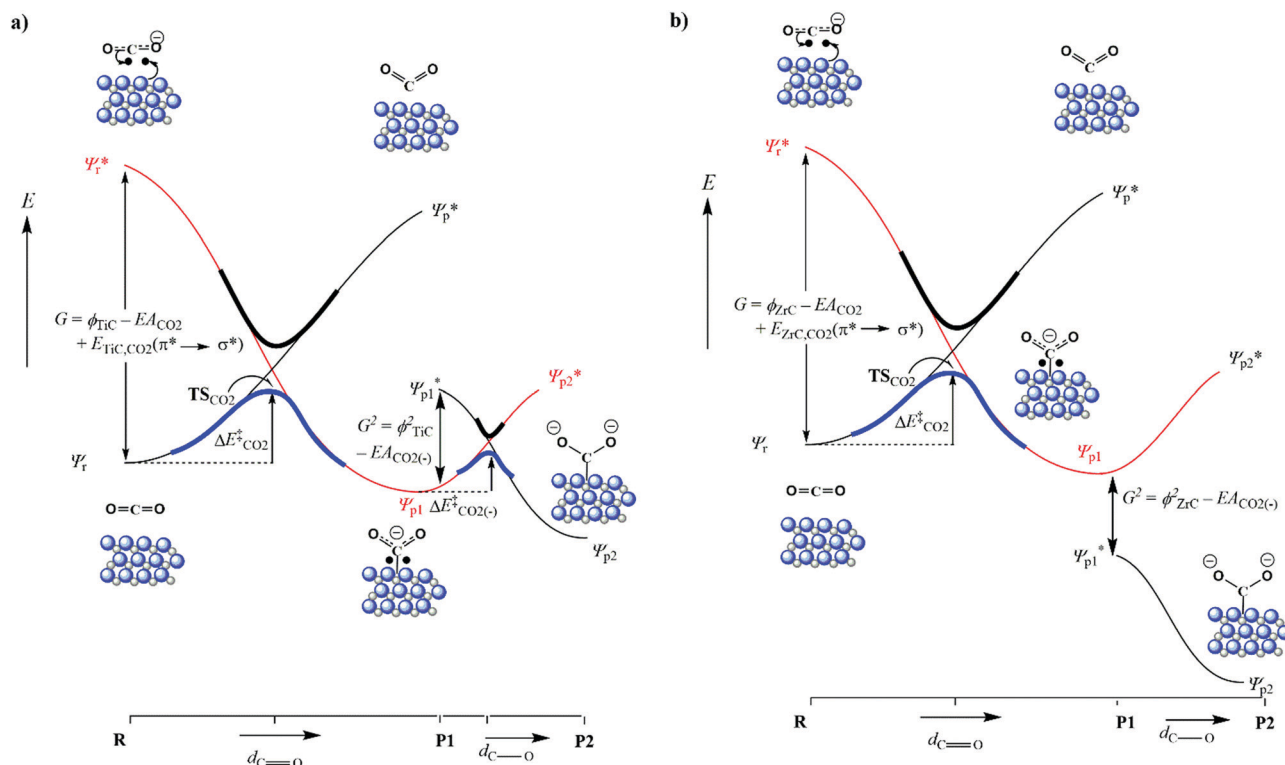 a)
O=C=O
⊖
O C O
Ψr*
E
Ψp*
G = ϕTiC – EACO2
+ ETiC,CO2(π* → σ*)
TSCO2
ΔE‡CO2
Ψr
Ψp1*
Ψp2*
G² = ϕ²TiC
– EACO2(-)
⊖ ⊖
O O
C
Ψp1
ΔE‡CO2(-)
O=C=O
⊖
O O
C
Ψp2
R
P1
P2
dC=O
dC—O
b)
⊖
O=C=O
O O
C
Ψr*
E
Ψp*
G = ϕZrC – EACO2
+ EZrC,CO2(π* → σ*)
⊖
O O
C
Ψp2*
TSCO2
ΔE‡CO2
Ψr
Ψp1
O=C=O
G² = ϕ²ZrC – EACO2(-)
Ψp1*
⊖ ⊖
O O
C
Ψp2
R
P1
P2
dC=O
dC—O